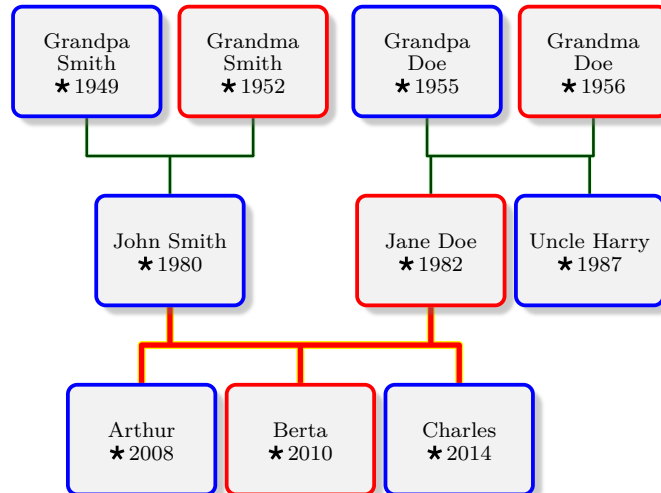 Grandpa
Smith
★ 1949
Grandma
Smith
★ 1952
Grandpa
Doe
★ 1955
Grandma
Doe
★ 1956
John Smith
★ 1980
Jane Doe
★ 1982
Uncle Harry
★ 1987
Arthur
★ 2008
Berta
★ 2010
Charles
★ 2014